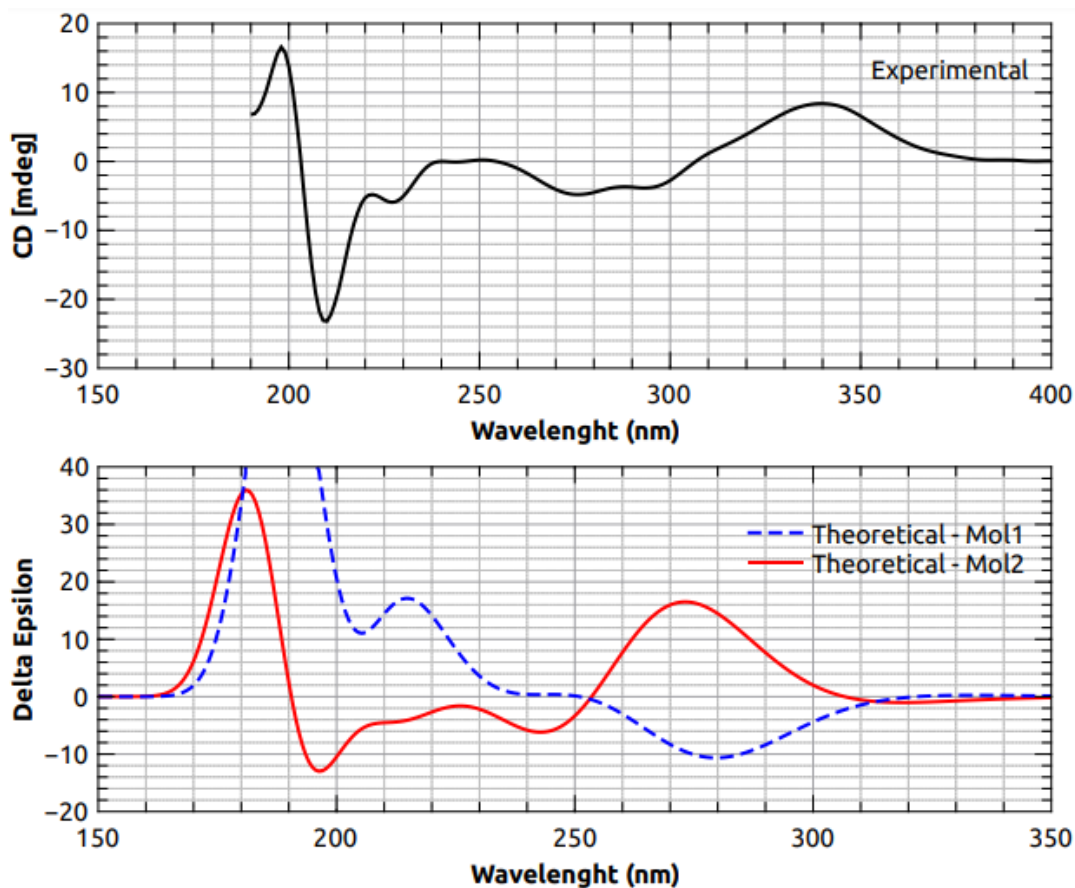 20
10
0
−10
−20
−30
CD [mdeg]
Experimental
150 200 250 300 350 400
Wavelenght (nm)
40
30
20
10
0
−10
−20
Delta Epsilon
Theoretical - Mol1
Theoretical - Mol2
150 200 250 300 350
Wavelenght (nm)